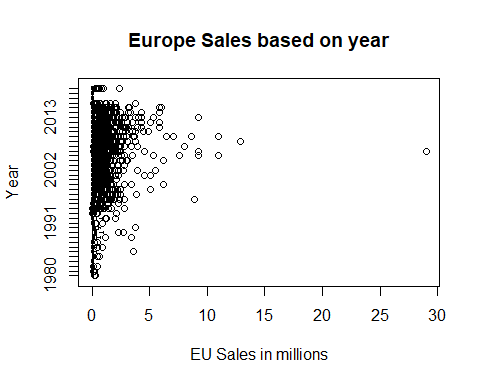 Europe Sales based on year
Year
2013
2002
1991
1980
0 5 10 15 20 25 30
EU Sales in millions